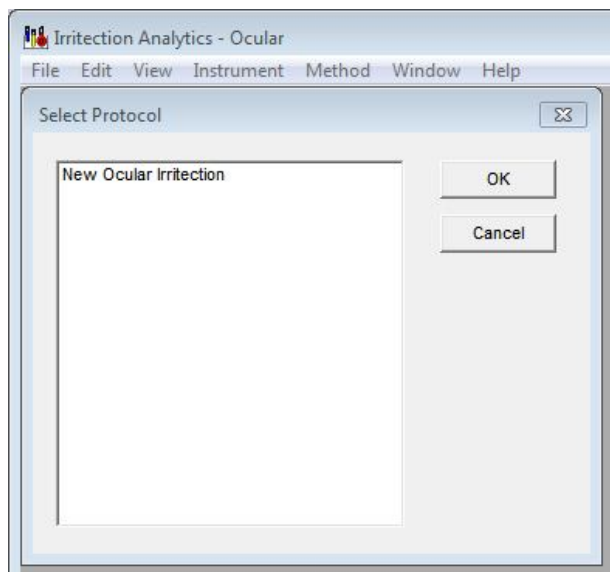 Irritection Analytics - Ocular
File Edit View Instrument Method Window Help
Select Protocol
New Ocular Irritection
OK
Cancel